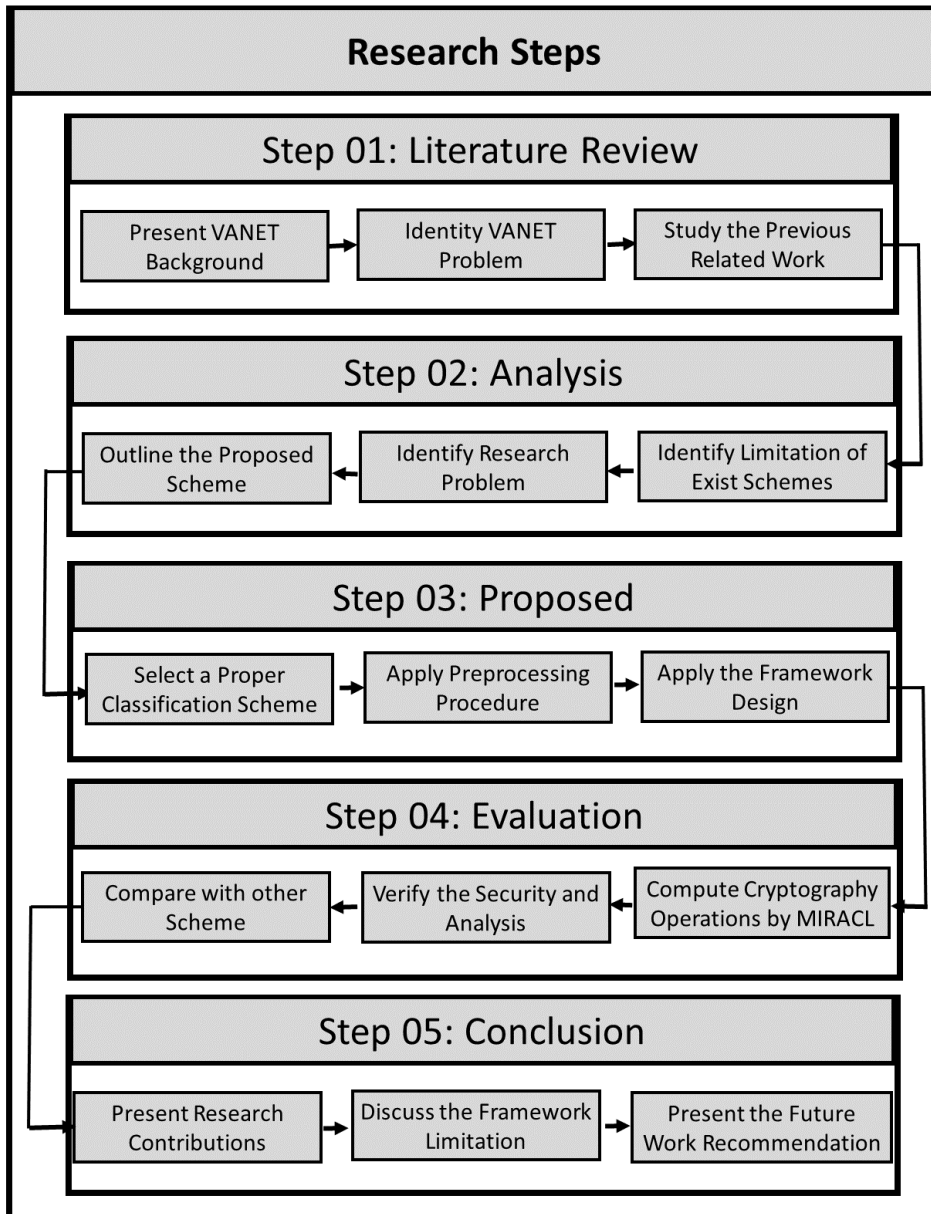 Research Steps
Step 01: Literature Review
Present VANET
Background
Identity VANET
Problem
Study the Previous
Related Work
Step 02: Analysis
Outline the Proposed
Scheme
Identify Research
Problem
Identify Limitation of
Exist Schemes
Step 03: Proposed
Select a Proper
Classification Scheme
Apply Preprocessing
Procedure
Apply the Framework
Design
Step 04: Evaluation
Compare with other
Scheme
Verify the Security and
Analysis
Compute Cryptography
Operations by MIRACL
Step 05: Conclusion
Present Research
Contributions
Discuss the Framework
Limitation
Present the Future
Work Recommendation